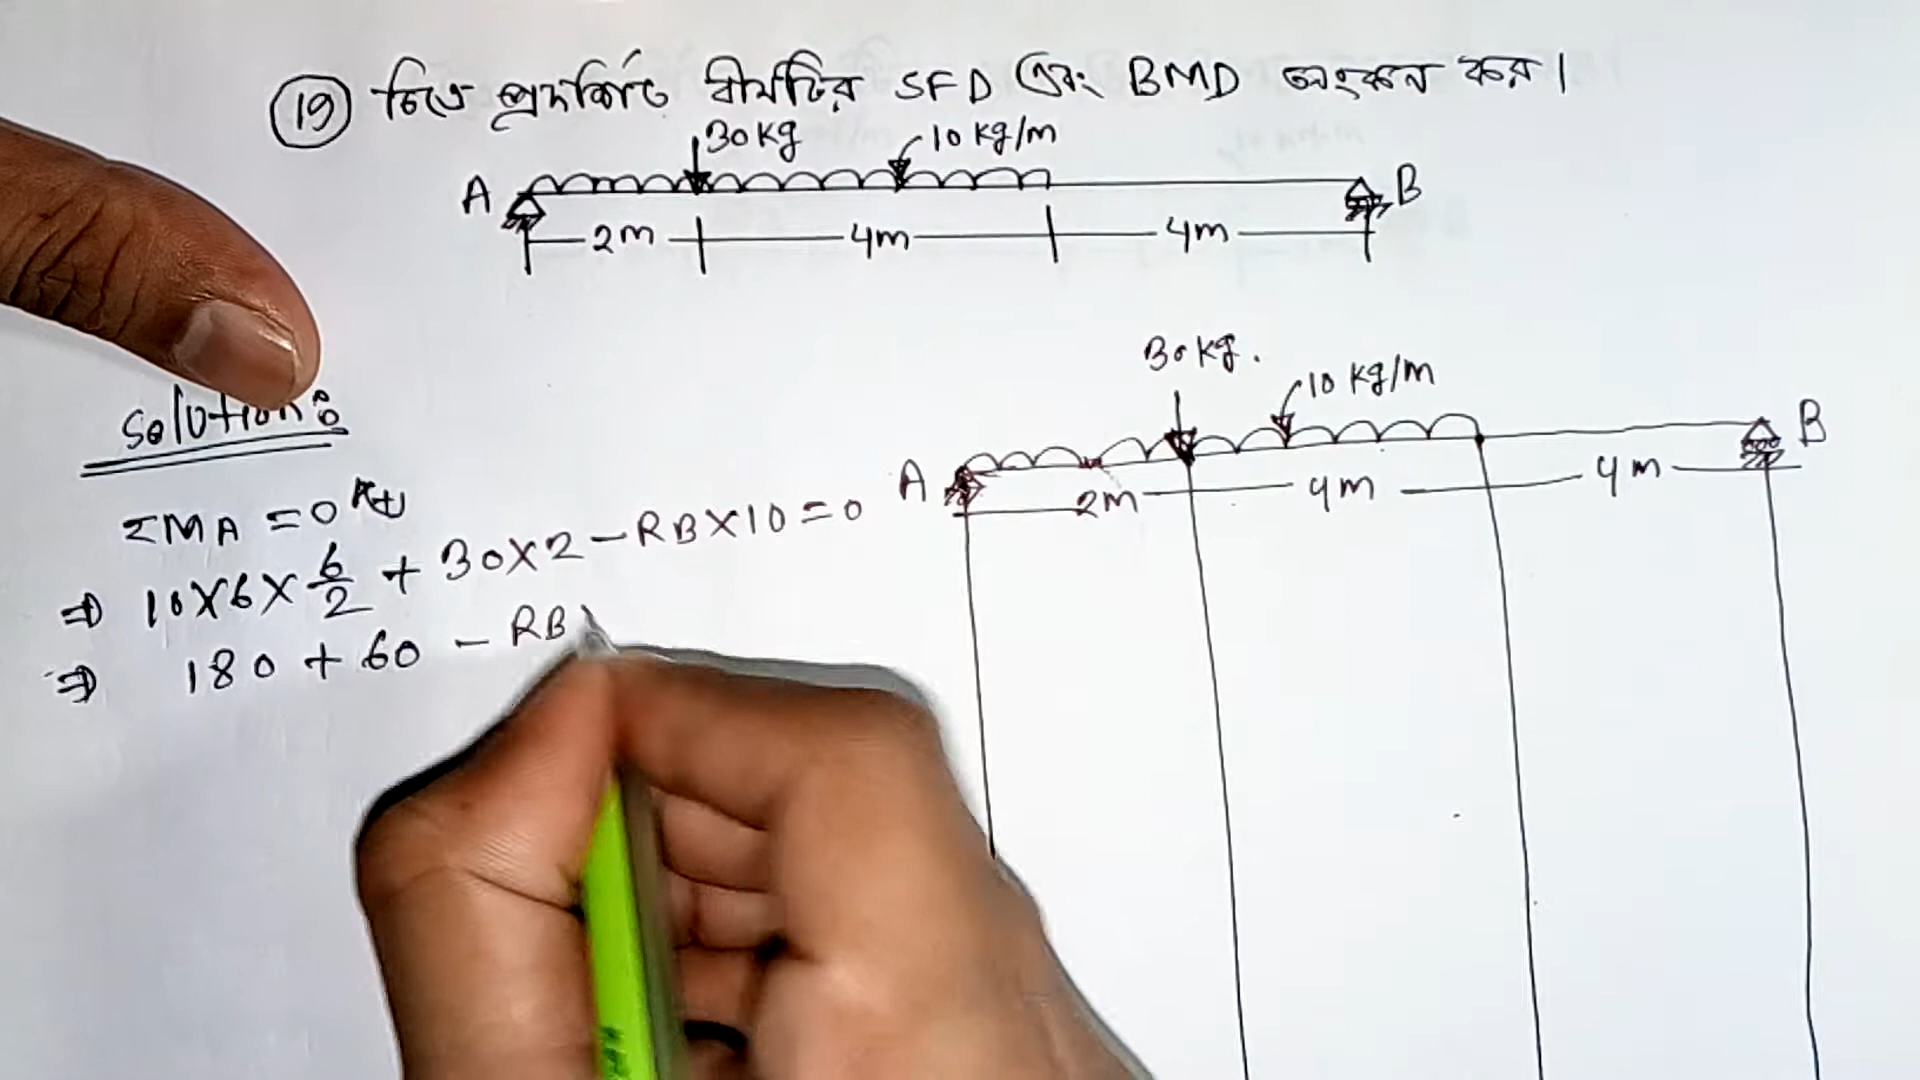 (19) চিত্রে প্রদর্শিত বীমটির SFD এবং BMD অংকন কর।
30 kg
10 kg/m
A
B
2m
4m
4m
Solution:
30 kg.
10 kg/m
A
B
2m
4m
4m
ΣMA = 0
⇒ 10×6×6/2 + 30×2 - RB×10 = 0
⇒ 180 + 60 - RB